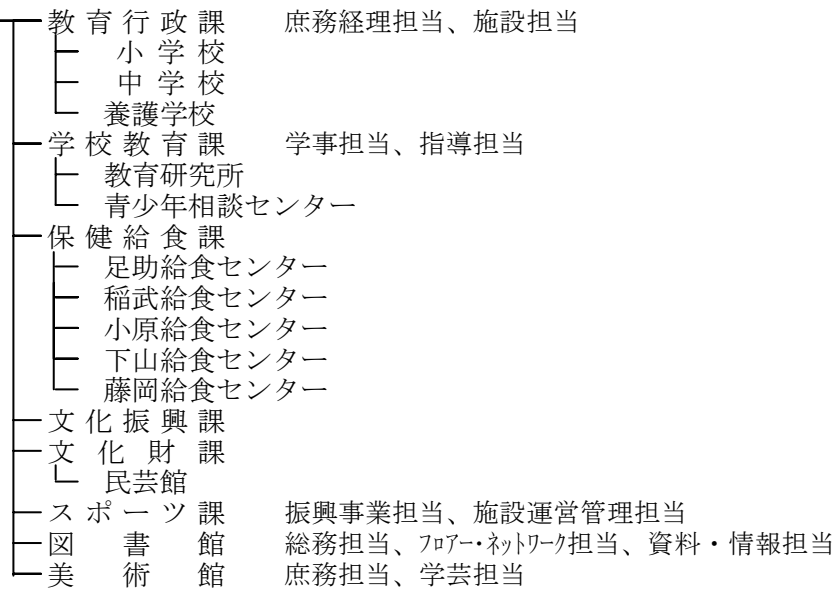 教育行政課 庶務経理担当、施設担当
小学校
中学校
養護学校
学校教育課 学事担当、指導担当
教育研究所
青少年相談センター
保健給食課
足助給食センター
稲武給食センター
小原給食センター
下山給食センター
藤岡給食センター
文化振興課
文化財課
民芸館
スポーツ課 振興事業担当、施設運営管理担当
図書館 総務担当、ﾌﾛｱｰ・ﾈｯﾄﾜｰｸ担当、資料・情報担当
美術館 庶務担当、学芸担当